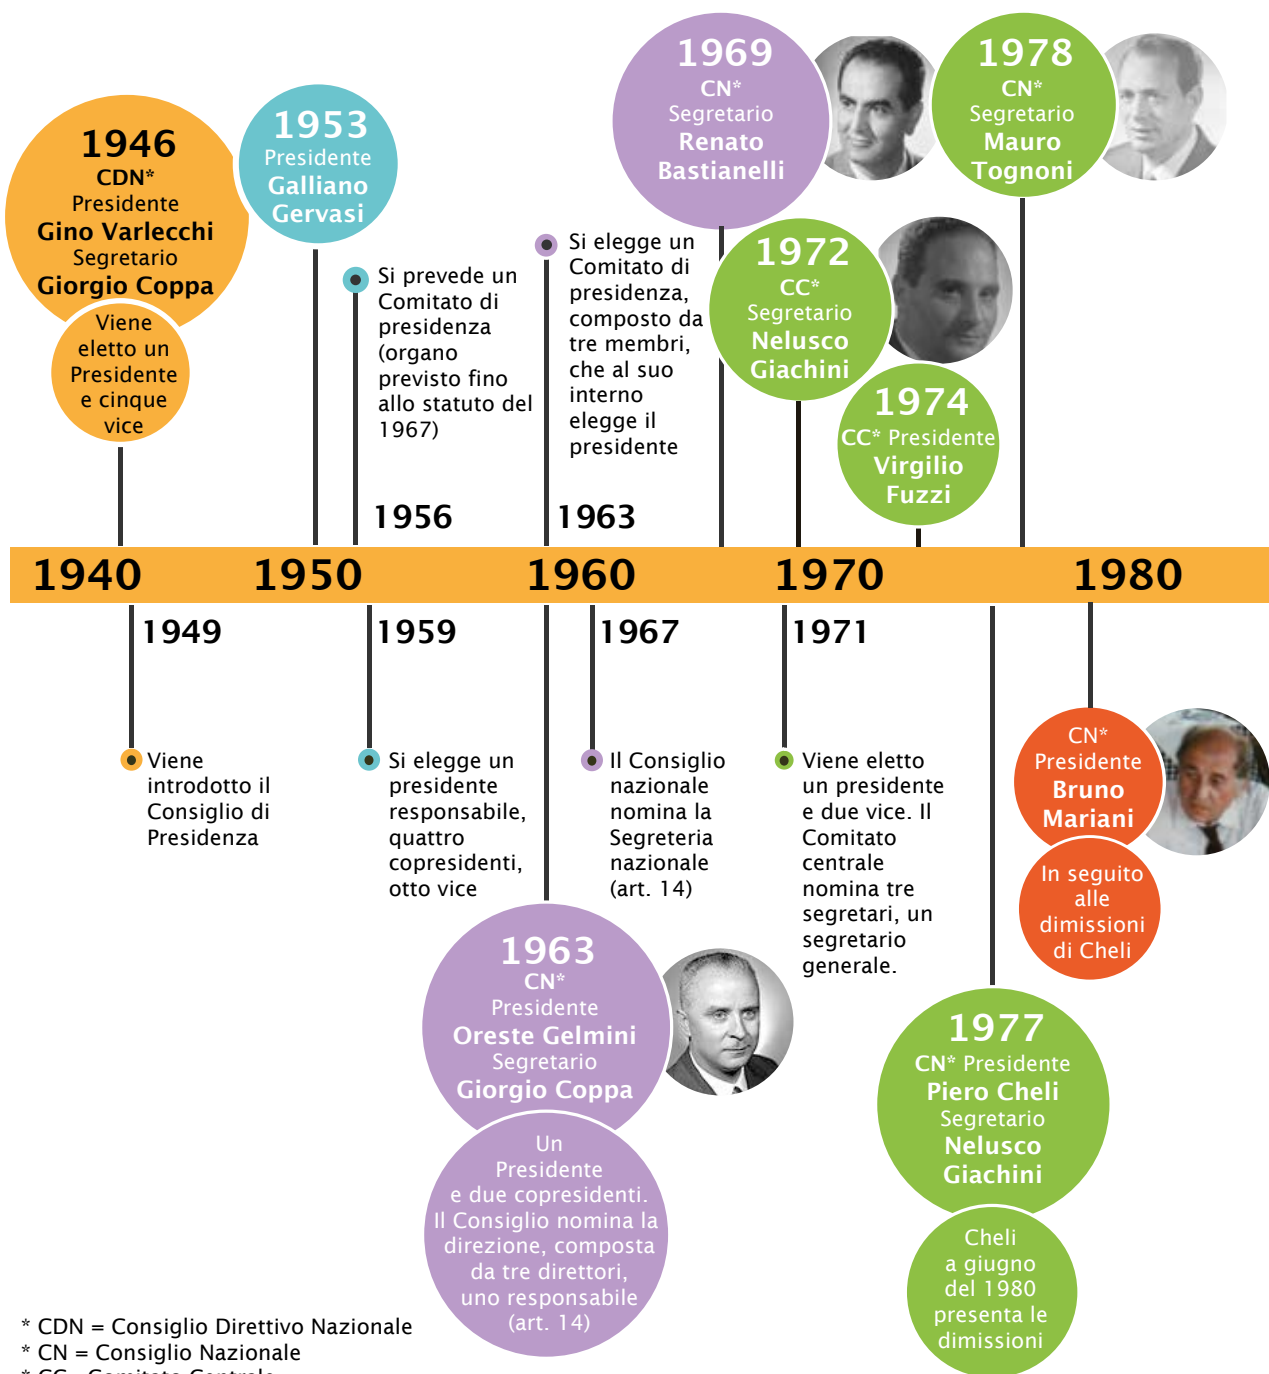 1946
CDN*
Presidente
Gino Varlecchi
Segretario
Giorgio Coppa
Viene
eletto un
Presidente
e cinque
vice
1953
Presidente
Galliano
Gervasi
Si prevede un
Comitato di
presidenza
(organo
previsto fino
allo statuto del
1967)
1956
Si elegge un
Comitato di
presidenza,
composto da
tre membri,
che al suo
interno
elegge il
presidente
1963
1969
CN*
Segretario
Renato
Bastianelli
1972
CC*
Segretario
Nelusco
Giachini
1974
CC* Presidente
Virgilio
Fuzzi
1978
CN*
Segretario
Mauro
Tognoni
1940 1950 1960 1970 1980
1949
Viene
introdotto il
Consiglio di
Presidenza
1959
Si elegge un
presidente
responsabile,
quattro
copresidenti,
otto vice
1963
CN*
Presidente
Oreste Gelmini
Segretario
Giorgio Coppa
Un
Presidente
e due copresidenti.
Il Consiglio nomina la
direzione, composta
da tre direttori,
uno responsabile
(art. 14)
1967
Il Consiglio
nazionale
nomina la
Segreteria
nazionale
(art. 14)
1971
Viene eletto
un presidente
e due vice. Il
Comitato
centrale
nomina tre
segretari, un
segretario
generale.
1977
CN* Presidente
Piero Cheli
Segretario
Nelusco
Giachini
Cheli
a giugno
del 1980
presenta le
dimissioni
CN*
Presidente
Bruno
Mariani
In seguito
alle
dimissioni
di Cheli
* CDN = Consiglio Direttivo Nazionale
* CN = Consiglio Nazionale
* CC= Comitato Centrale